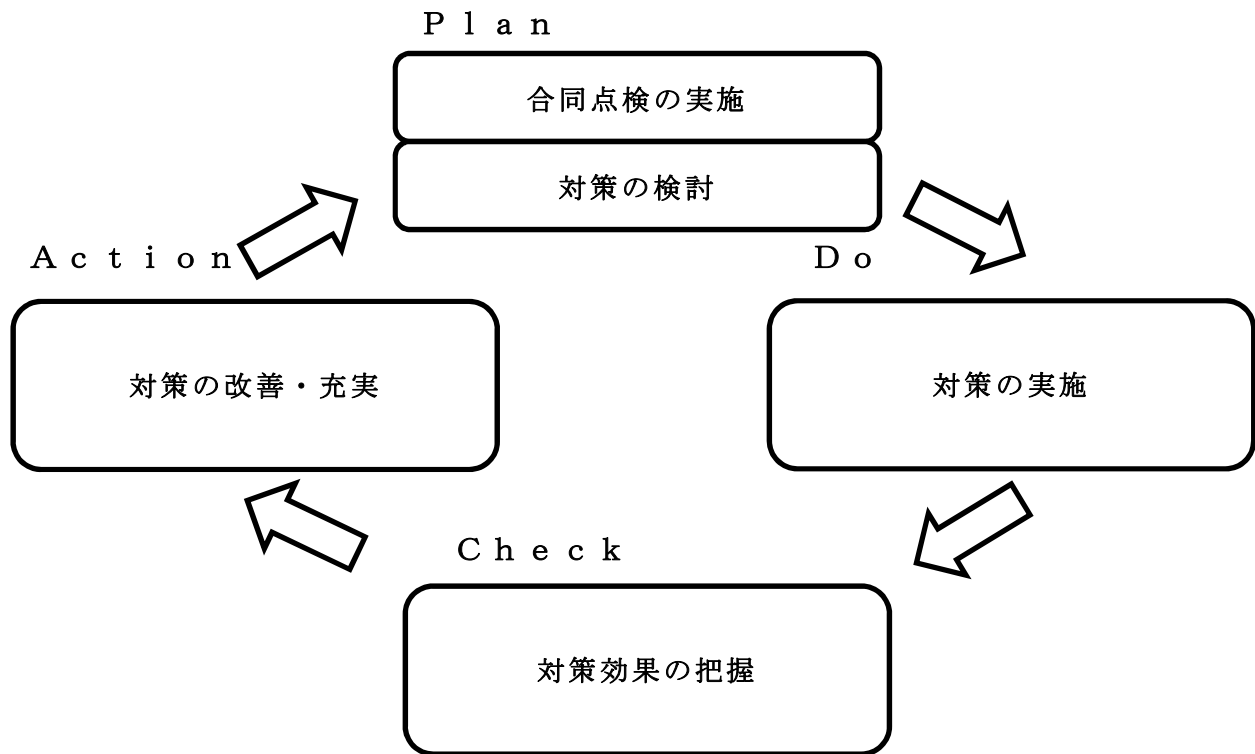 Ｐｌａｎ
合同点検の実施
対策の検討
Ａｃｔｉｏｎ
Ｄｏ
対策の改善・充実
対策の実施
Ｃｈｅｃｋ
対策効果の把握